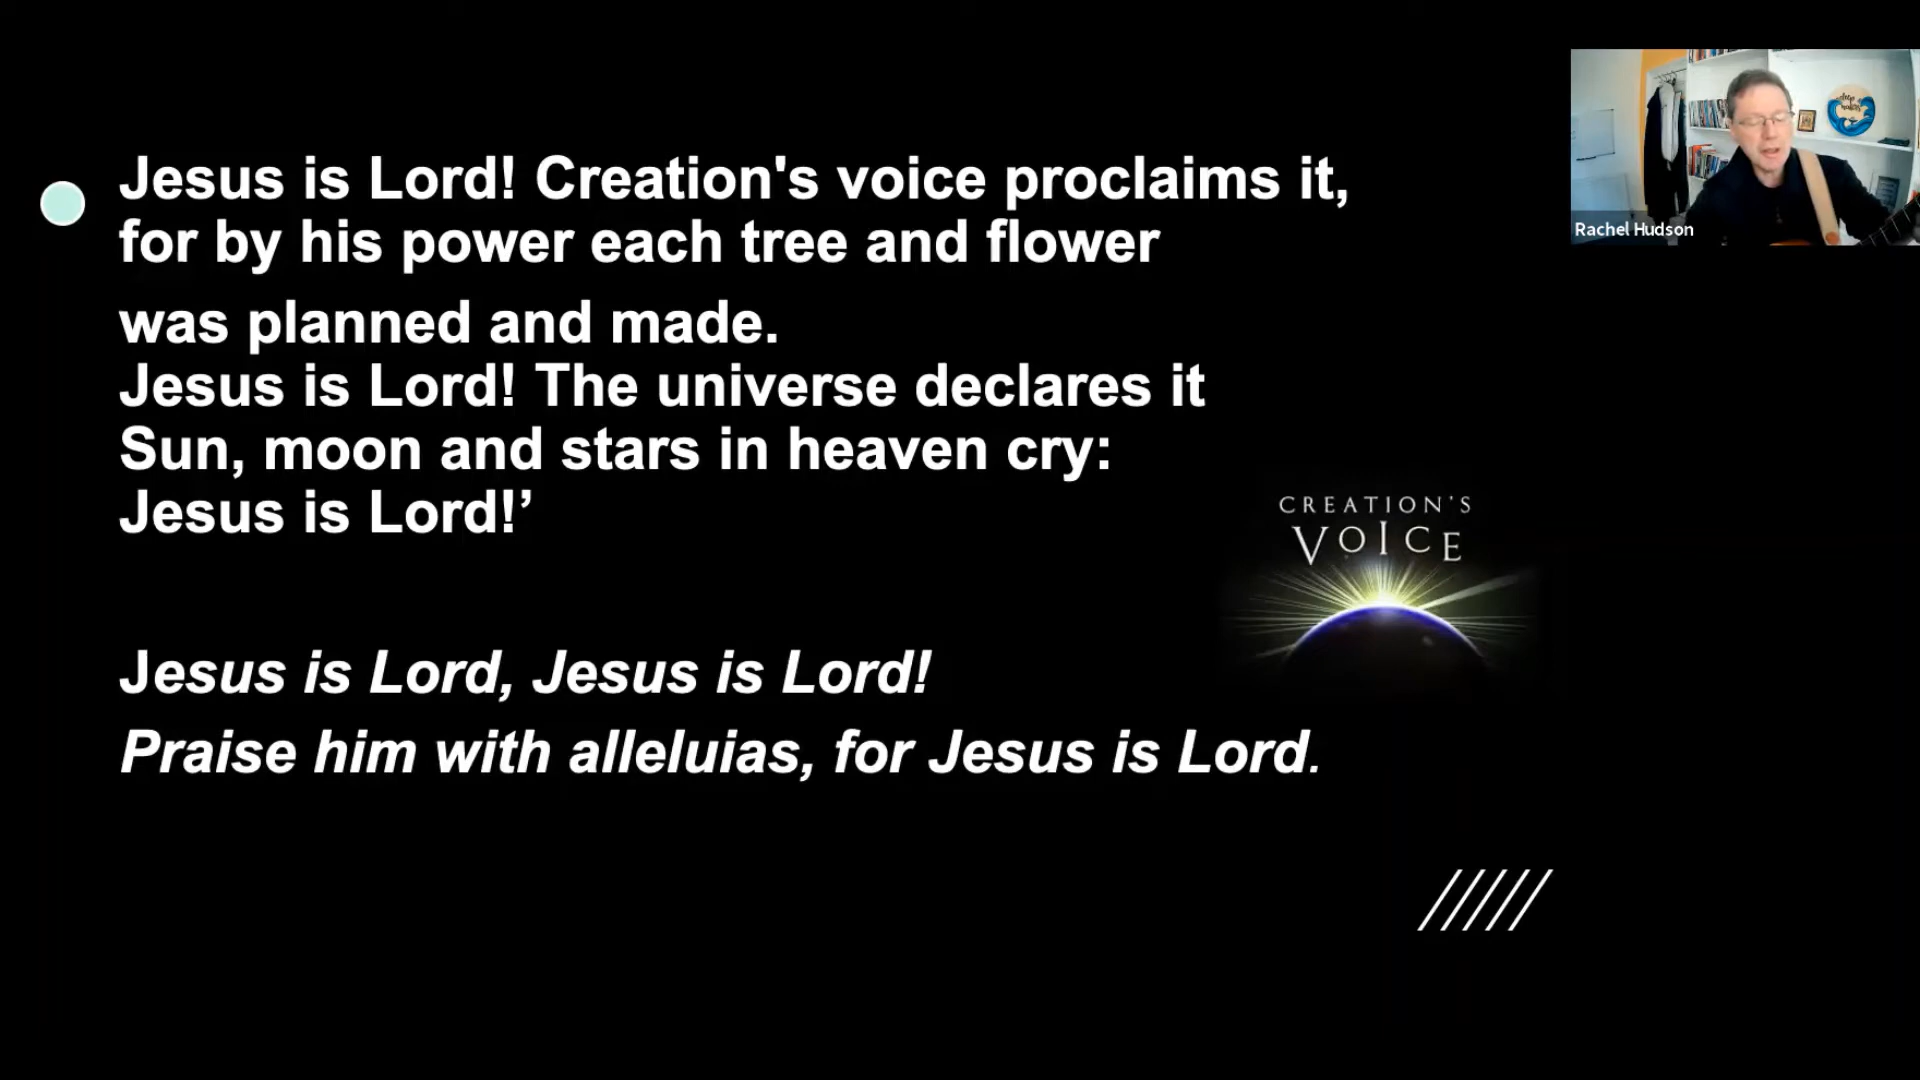 Jesus is Lord! Creation's voice proclaims it,
for by his power each tree and flower
was planned and made.
Jesus is Lord! The universe declares it
Sun, moon and stars in heaven cry:
Jesus is Lord!’
Jesus is Lord, Jesus is Lord!
Praise him with alleluias, for Jesus is Lord.
CREATION'S
VOICE
Rachel Hudson